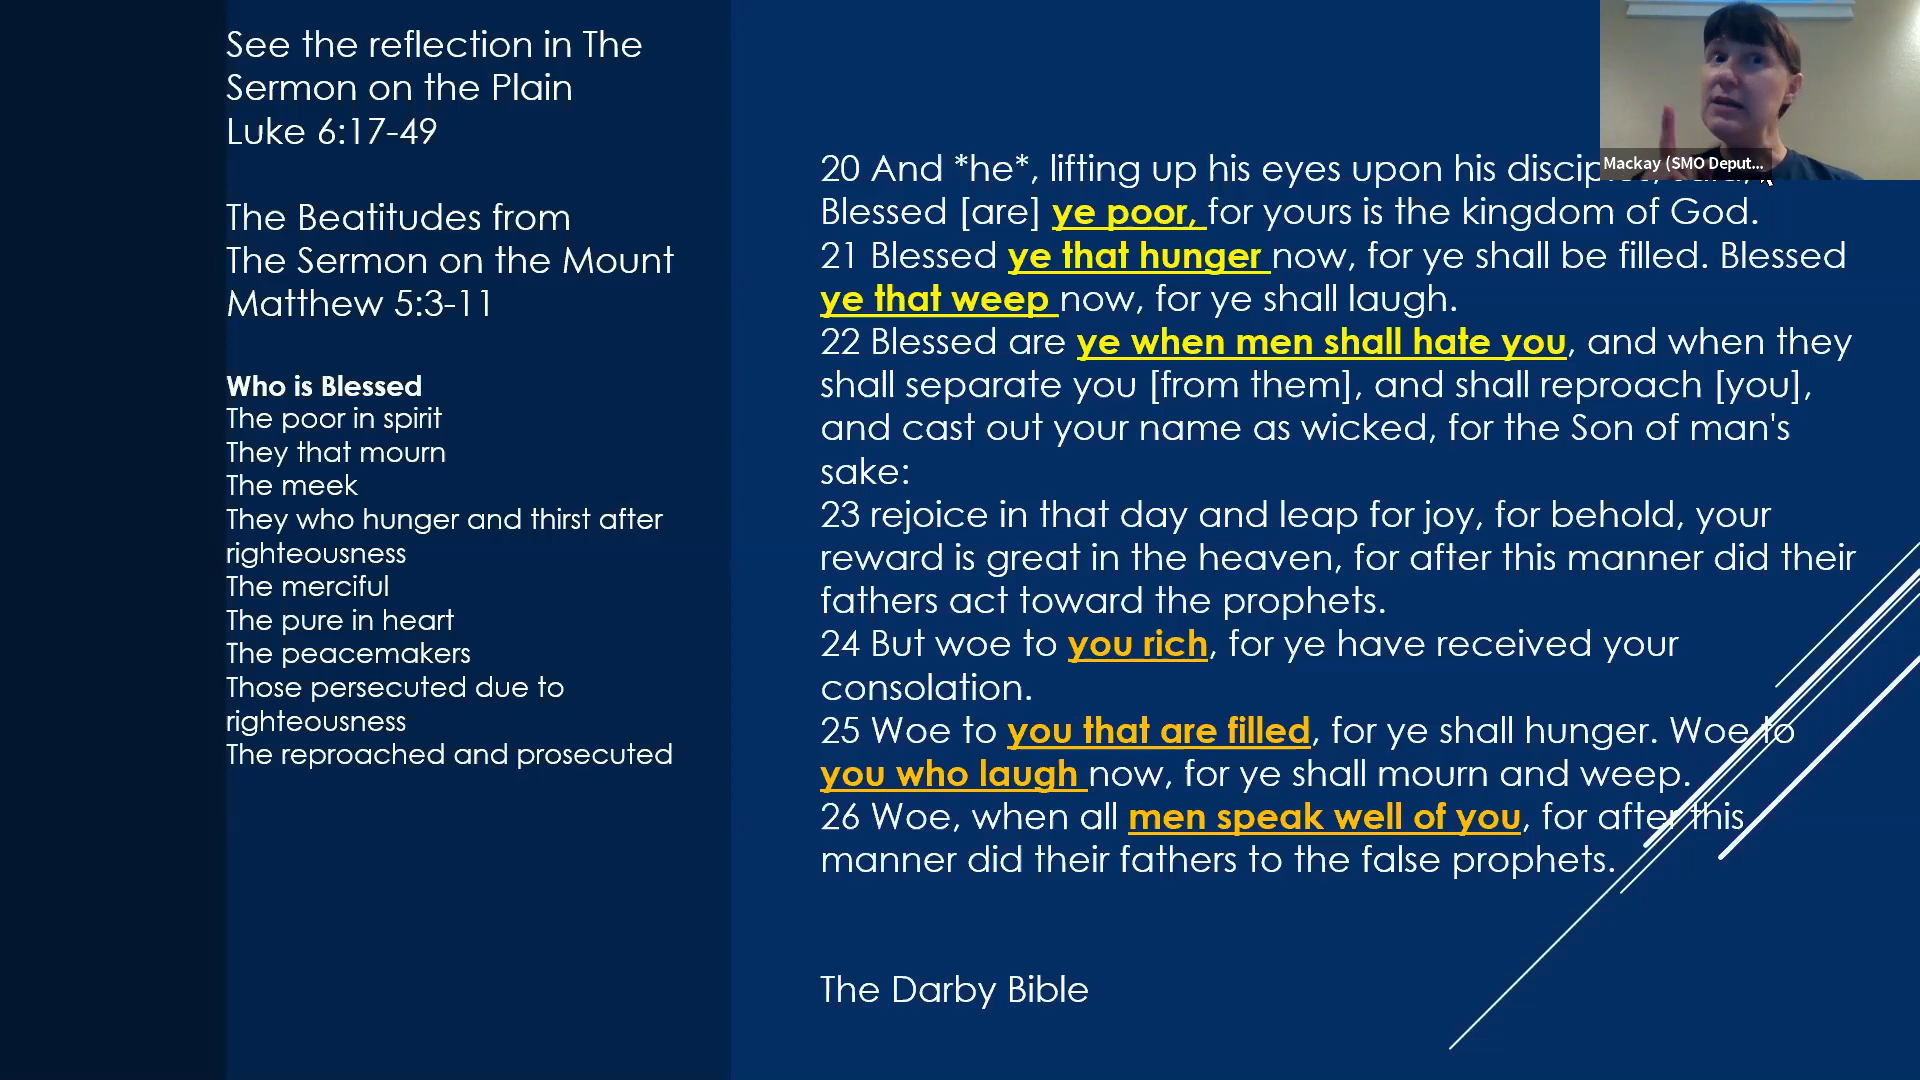 See the reflection in The
Sermon on the Plain
Luke 6:17-49
The Beatitudes from
The Sermon on the Mount
Matthew 5:3-11
Who is Blessed
The poor in spirit
They that mourn
The meek
They who hunger and thirst after
righteousness
The merciful
The pure in heart
The peacemakers
Those persecuted due to
righteousness
The reproached and prosecuted
Mackay (SMO Deput...
20 And *he*, lifting up his eyes upon his
Blessed [are] ye poor, for yours is the kingdom of God.
21 Blessed ye that hunger now, for ye shall be filled. Blessed
ye that weep now, for ye shall laugh.
22 Blessed are ye when men shall hate you, and when they
shall separate you [from them], and shall reproach [you],
and cast out your name as wicked, for the Son of man's
sake:
23 rejoice in that day and leap for joy, for behold, your
reward is great in the heaven, for after this manner did their
fathers act toward the prophets.
24 But woe to you rich, for ye have received your
consolation.
25 Woe to you that are filled, for ye shall hunger. Woe to
you who laugh now, for ye shall mourn and weep.
26 Woe, when all men speak well of you, for after this
manner did their fathers to the false prophets.
The Darby Bible